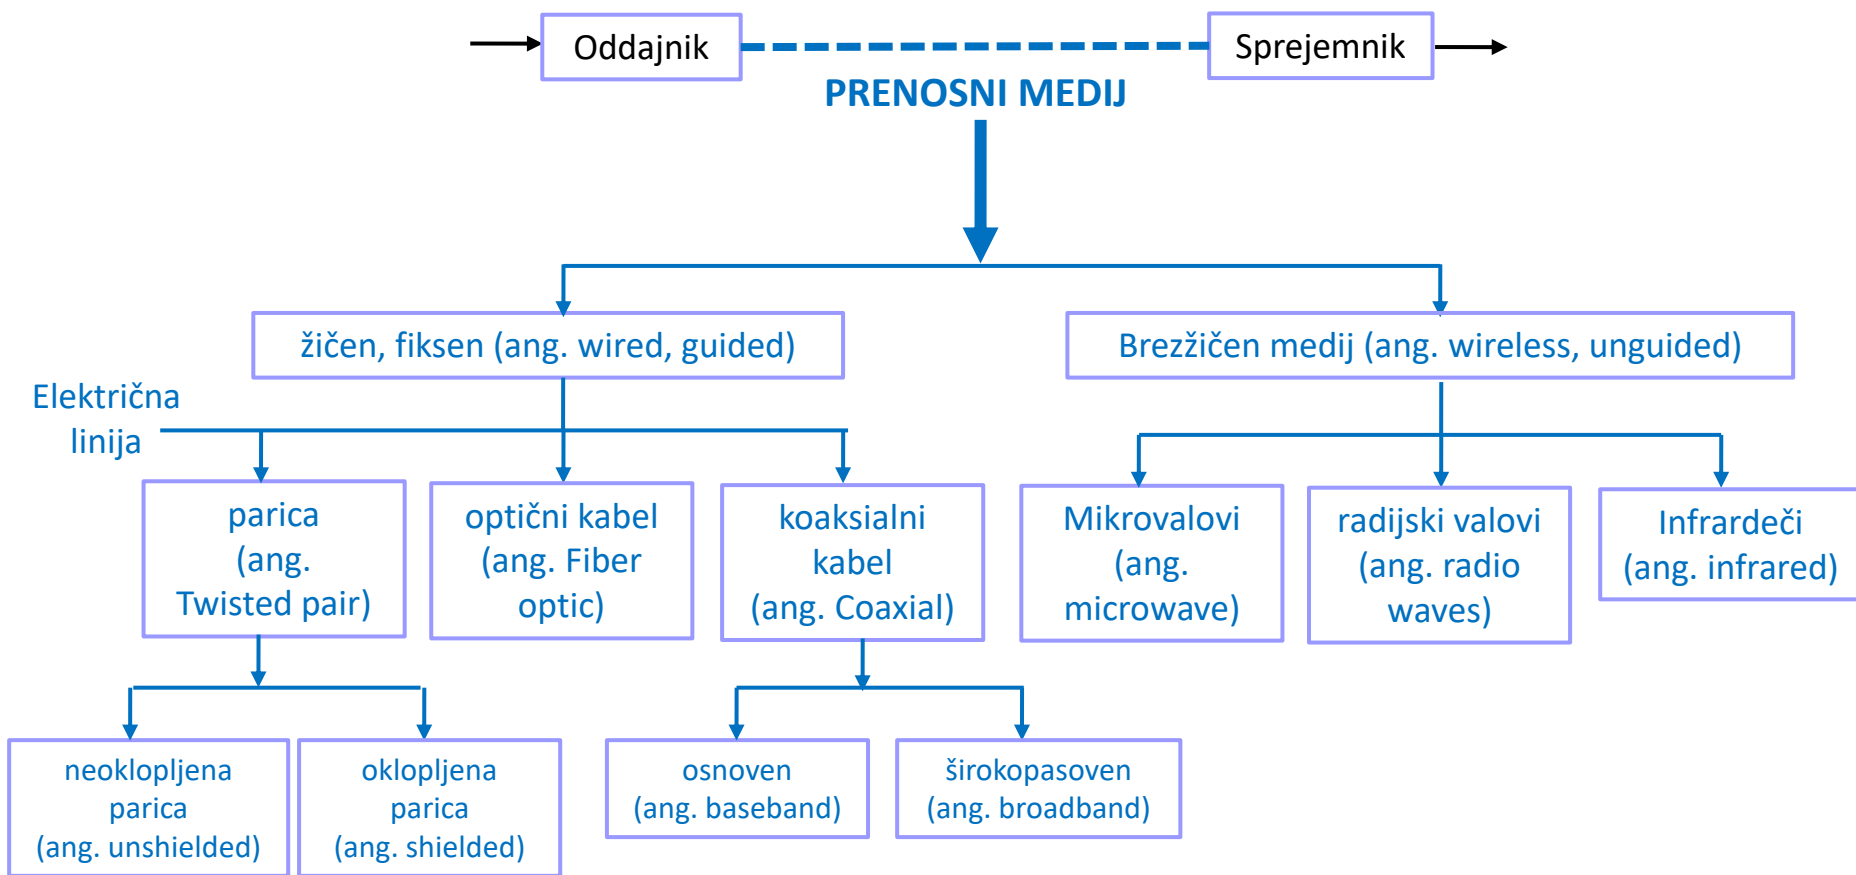 Oddajnik
Sprejemnik
PRENOSNI MEDIJ
žičen, fiksen (ang. wired, guided)
Brezžičen medij (ang. wireless, unguided)
Električna
linija
parica
(ang.
Twisted pair)
optični kabel
(ang. Fiber
optic)
koaksialni
kabel
(ang. Coaxial)
Mikrovalovi
(ang.
microwave)
radijski valovi
(ang. radio
waves)
Infrardeči
(ang. infrared)
neoklopljena
parica
(ang. unshielded)
oklopljena
parica
(ang. shielded)
osnoven
(ang. baseband)
širokopasoven
(ang. broadband)